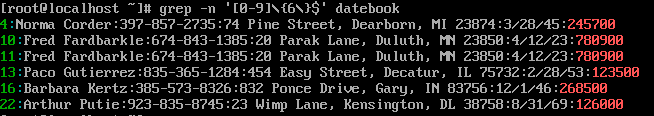 [root@localhost ~]# grep -n '[0-9]\{6\}$' datebook
4:Norma Corder:397-857-2735:74 Pine Street, Dearborn, MI 23874:3/28/45:245700
10:Fred Fardbarkle:674-843-1385:20 Parak Lane, Duluth, MN 23850:4/12/23:780900
11:Fred Fardbarkle:674-843-1385:20 Parak Lane, Duluth, MN 23850:4/12/23:780900
13:Paco Gutierrez:835-365-1284:454 Easy Street, Decatur, IL 75732:2/28/53:123500
16:Barbara Kertz:385-573-8326:832 Ponce Drive, Gary, IN 83756:12/1/46:268500
22:Arthur Putie:923-835-8745:23 Wimp Lane, Kensington, DL 38758:8/31/69:126000